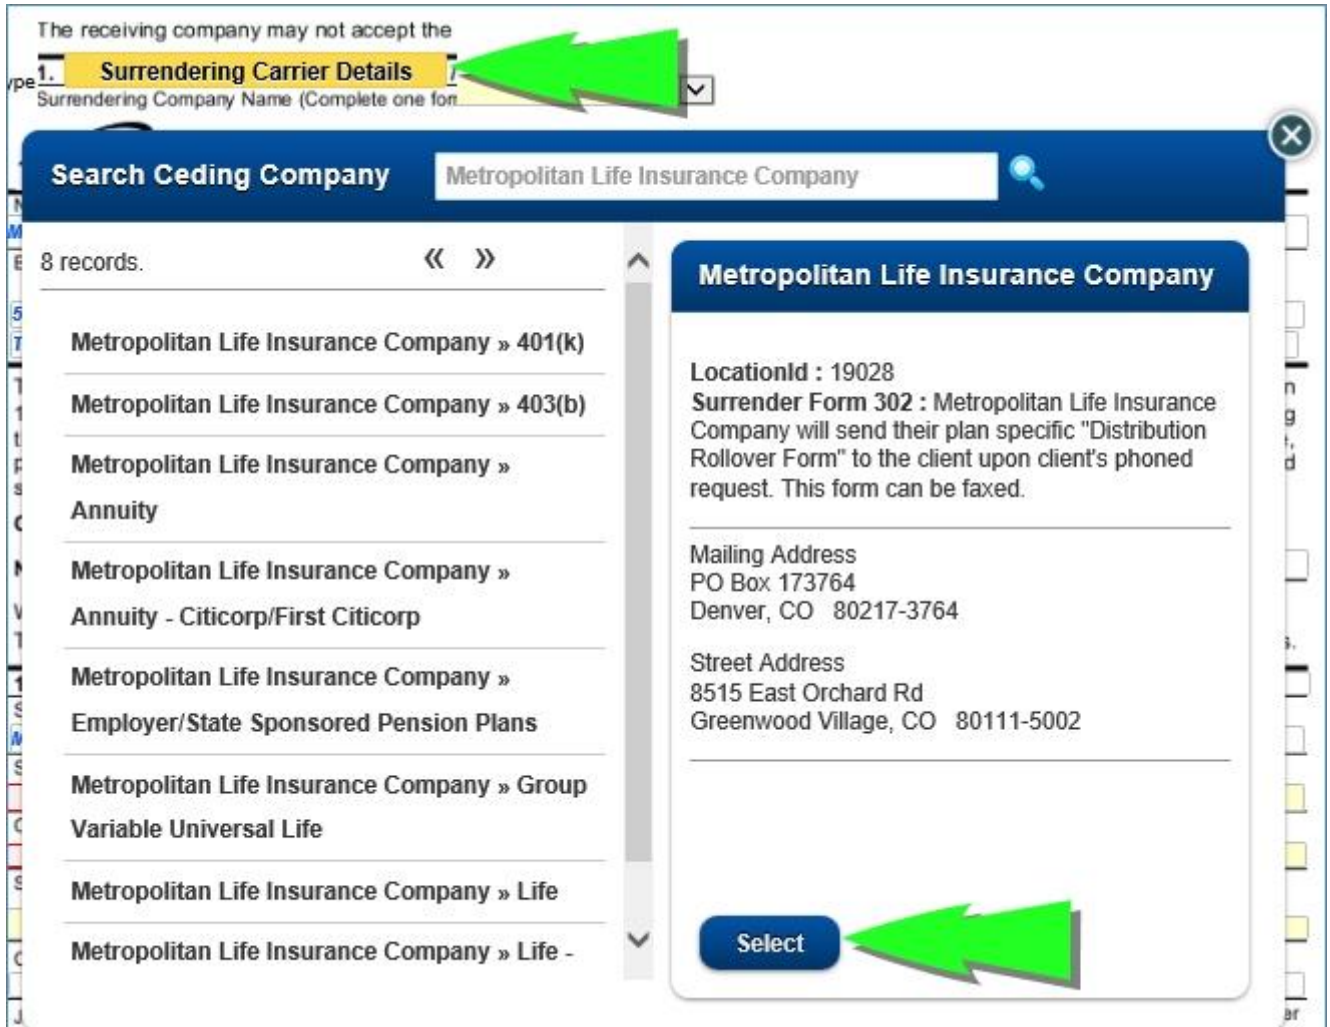 The receiving company may not accept the
1. Surrendering Carrier Details
Surrendering Company Name (Complete one for
Search Ceding Company
Metropolitan Life Insurance Company
8 records.
« »
Metropolitan Life Insurance Company » 401(k)
Metropolitan Life Insurance Company » 403(b)
Metropolitan Life Insurance Company »
Annuity
Metropolitan Life Insurance Company »
Annuity - Citicorp/First Citicorp
Metropolitan Life Insurance Company »
Employer/State Sponsored Pension Plans
Metropolitan Life Insurance Company » Group
Variable Universal Life
Metropolitan Life Insurance Company » Life
Metropolitan Life Insurance Company » Life -
Metropolitan Life Insurance Company
LocationId : 19028
Surrender Form 302 : Metropolitan Life Insurance
Company will send their plan specific "Distribution
Rollover Form" to the client upon client's phoned
request. This form can be faxed.
Mailing Address
PO Box 173764
Denver, CO 80217-3764
Street Address
8515 East Orchard Rd
Greenwood Village, CO 80111-5002
Select